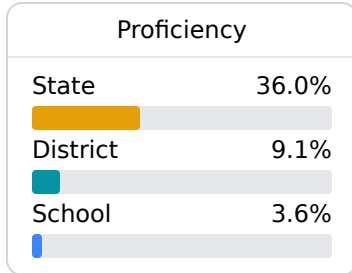 Proficiency
State 36.0%
District 9.1%
School 3.6%